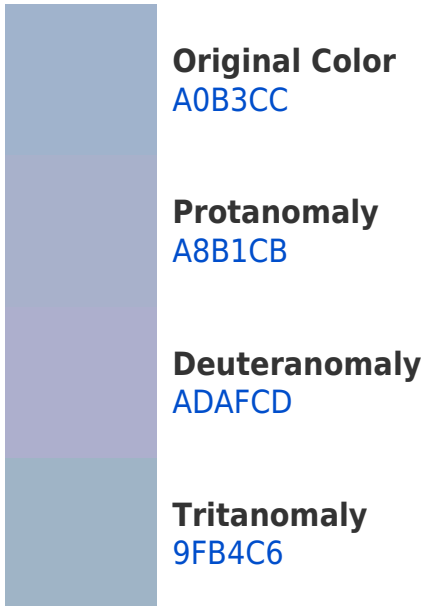 Original Color
A0B3CC
Protanomaly
A8B1CB
Deuteranomaly
ADAFCD
Tritanomaly
9FB4C6